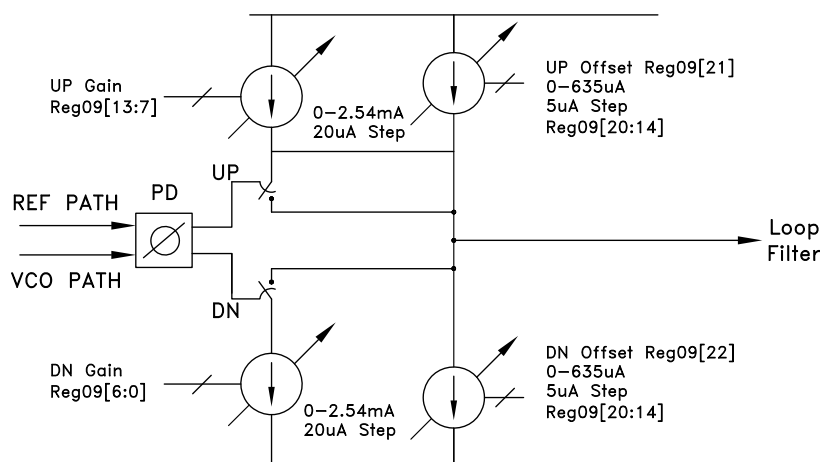 UP Gain
Reg09[13:7]
0-2.54mA
20uA Step
UP Offset Reg09[21]
0-635uA
5uA Step
Reg09[20:14]
UP
PD
REF PATH
VCO PATH
DN
Loop
Filter
DN Gain
Reg09[6:0]
0-2.54mA
20uA Step
DN Offset Reg09[22]
0-635uA
5uA Step
Reg09[20:14]